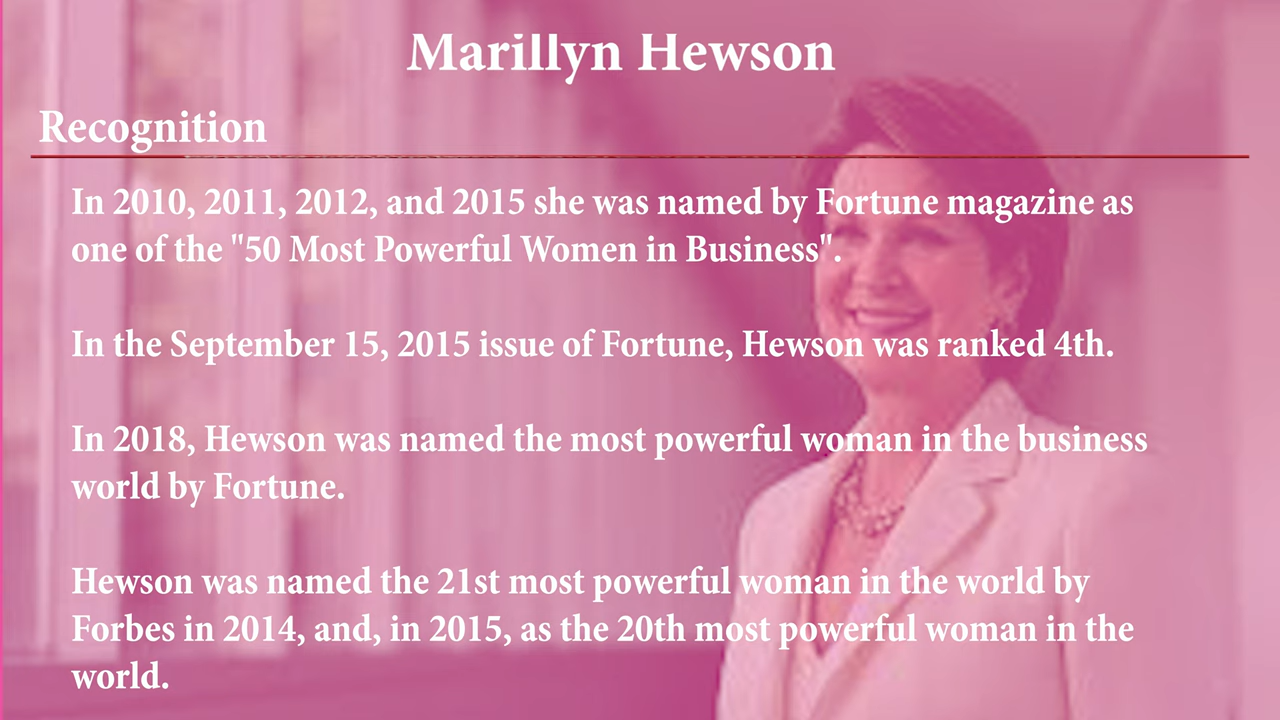 Marillyn Hewson
Recognition
In 2010, 2011, 2012, and 2015 she was named by Fortune magazine as
one of the "50 Most Powerful Women in Business".
In the September 15, 2015 issue of Fortune, Hewson was ranked 4th.
In 2018, Hewson was named the most powerful woman in the business
world by Fortune.
Hewson was named the 21st most powerful woman in the world by
Forbes in 2014, and, in 2015, as the 20th most powerful woman in the
world.